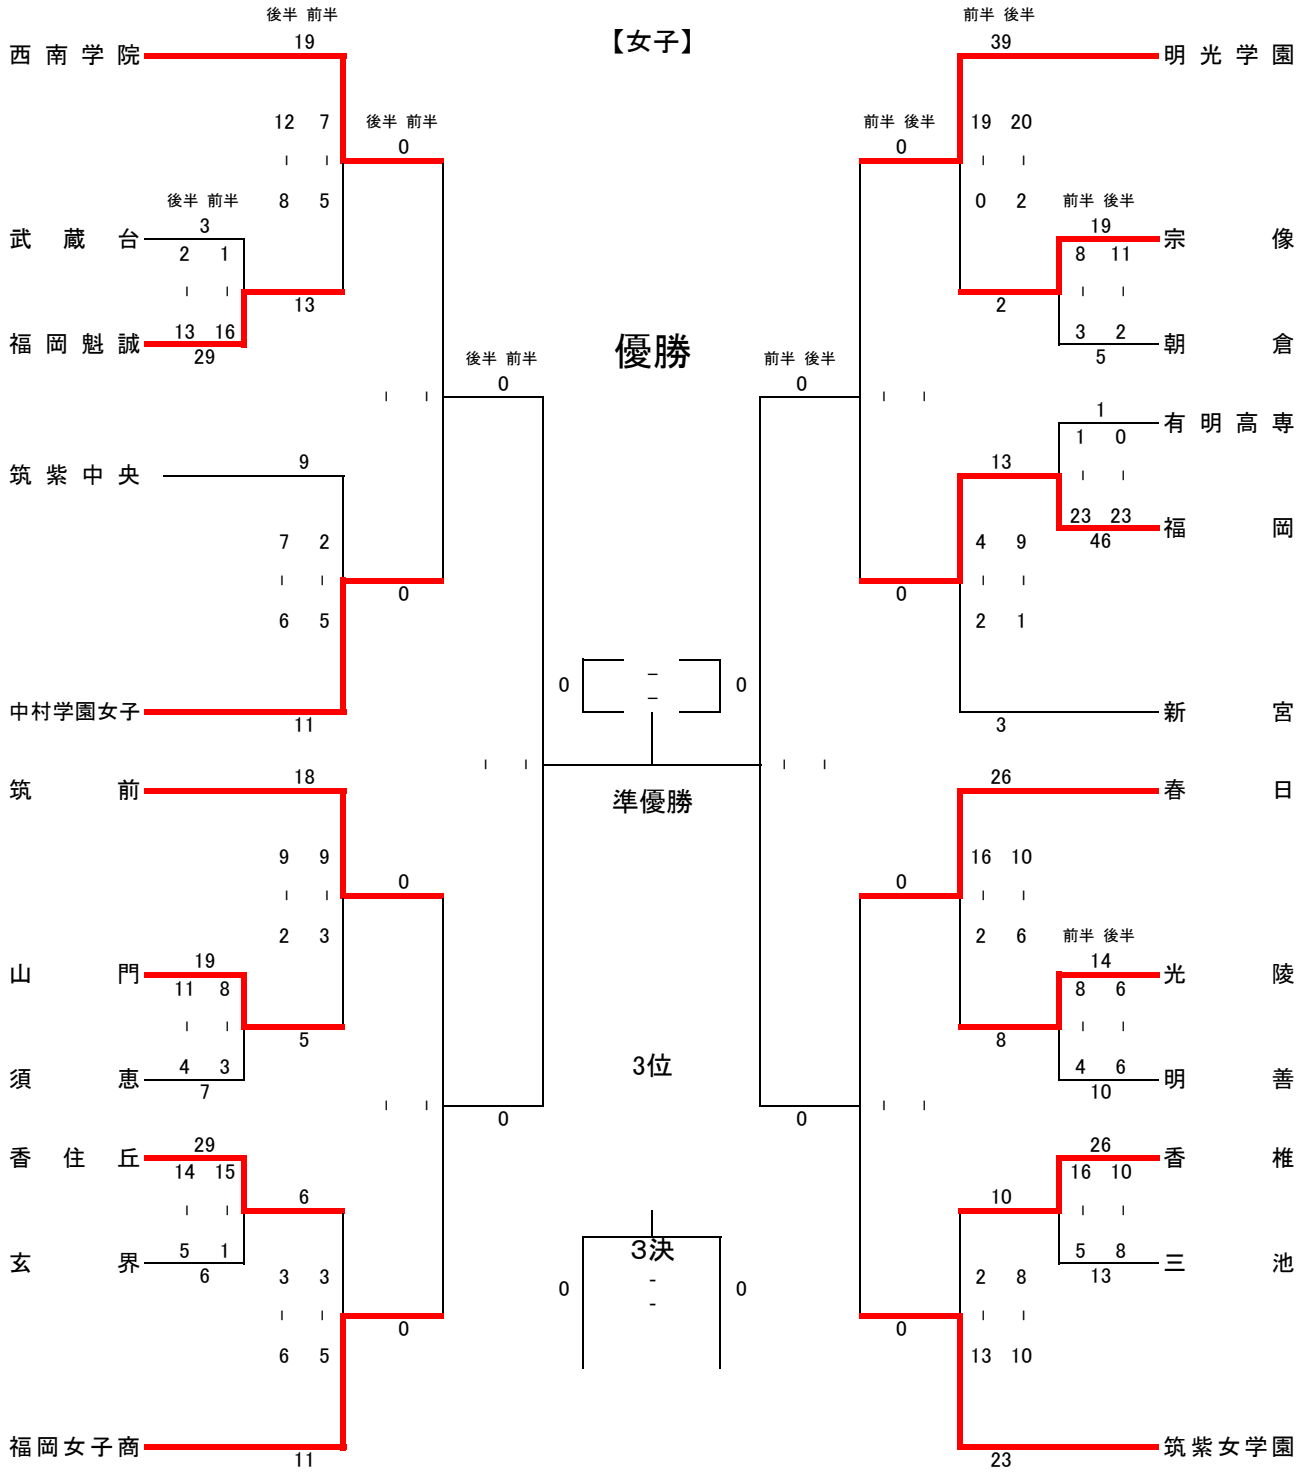 後半 前半
前半 後半
19
【女子】
39
西南学院
明光学園
12 7
後半 前半
前半 後半
19 20
0
0
- -
- -
8 5
0 2
後半 前半
前半 後半
3
19
武蔵台
宗像
2 1
8 11
- -
- -
13
2
13 16
3 2
福岡魁誠
優勝
朝倉
29
5
後半 前半
前半 後半
0
0
- -
- -
1
有明高専
1 0
9
13
筑紫中央
- -
23 23
福岡
46
7 2
4 9
- -
- -
0
0
6 5
2 1
0
-
-
0
中村学園女子
新宮
11
3
- -
- -
18
26
筑前
準優勝
春日
9 9
16 10
0
0
- -
- -
2 3
2 6
前半 後半
19
14
山門
光陵
11 8
8 6
- -
- -
5
8
4 3
3位
4 6
須恵
明善
7
10
- -
- -
0
0
29
26
香住丘
香椎
14 15
16 10
6
10
- -
- -
5 1
3決
5 8
玄界
三池
6
13
3 3
-
2 8
0
0
-
- -
- -
0
0
6 5
13 10
福岡女子商
筑紫女学園
11
23